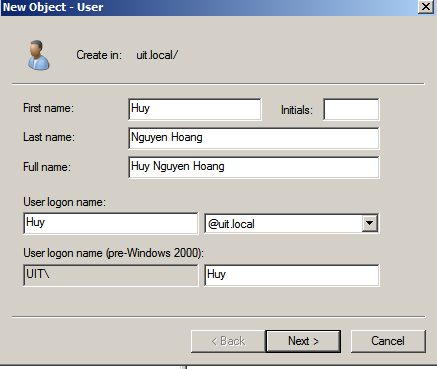 New Object - User
Create in: uit.local/
First name: Huy Initials:
Last name: Nguyen Hoang
Full name: Huy Nguyen Hoang
User logon name:
Huy @uit.local
User logon name (pre-Windows 2000):
UIT\ Huy
< Back Next > Cancel